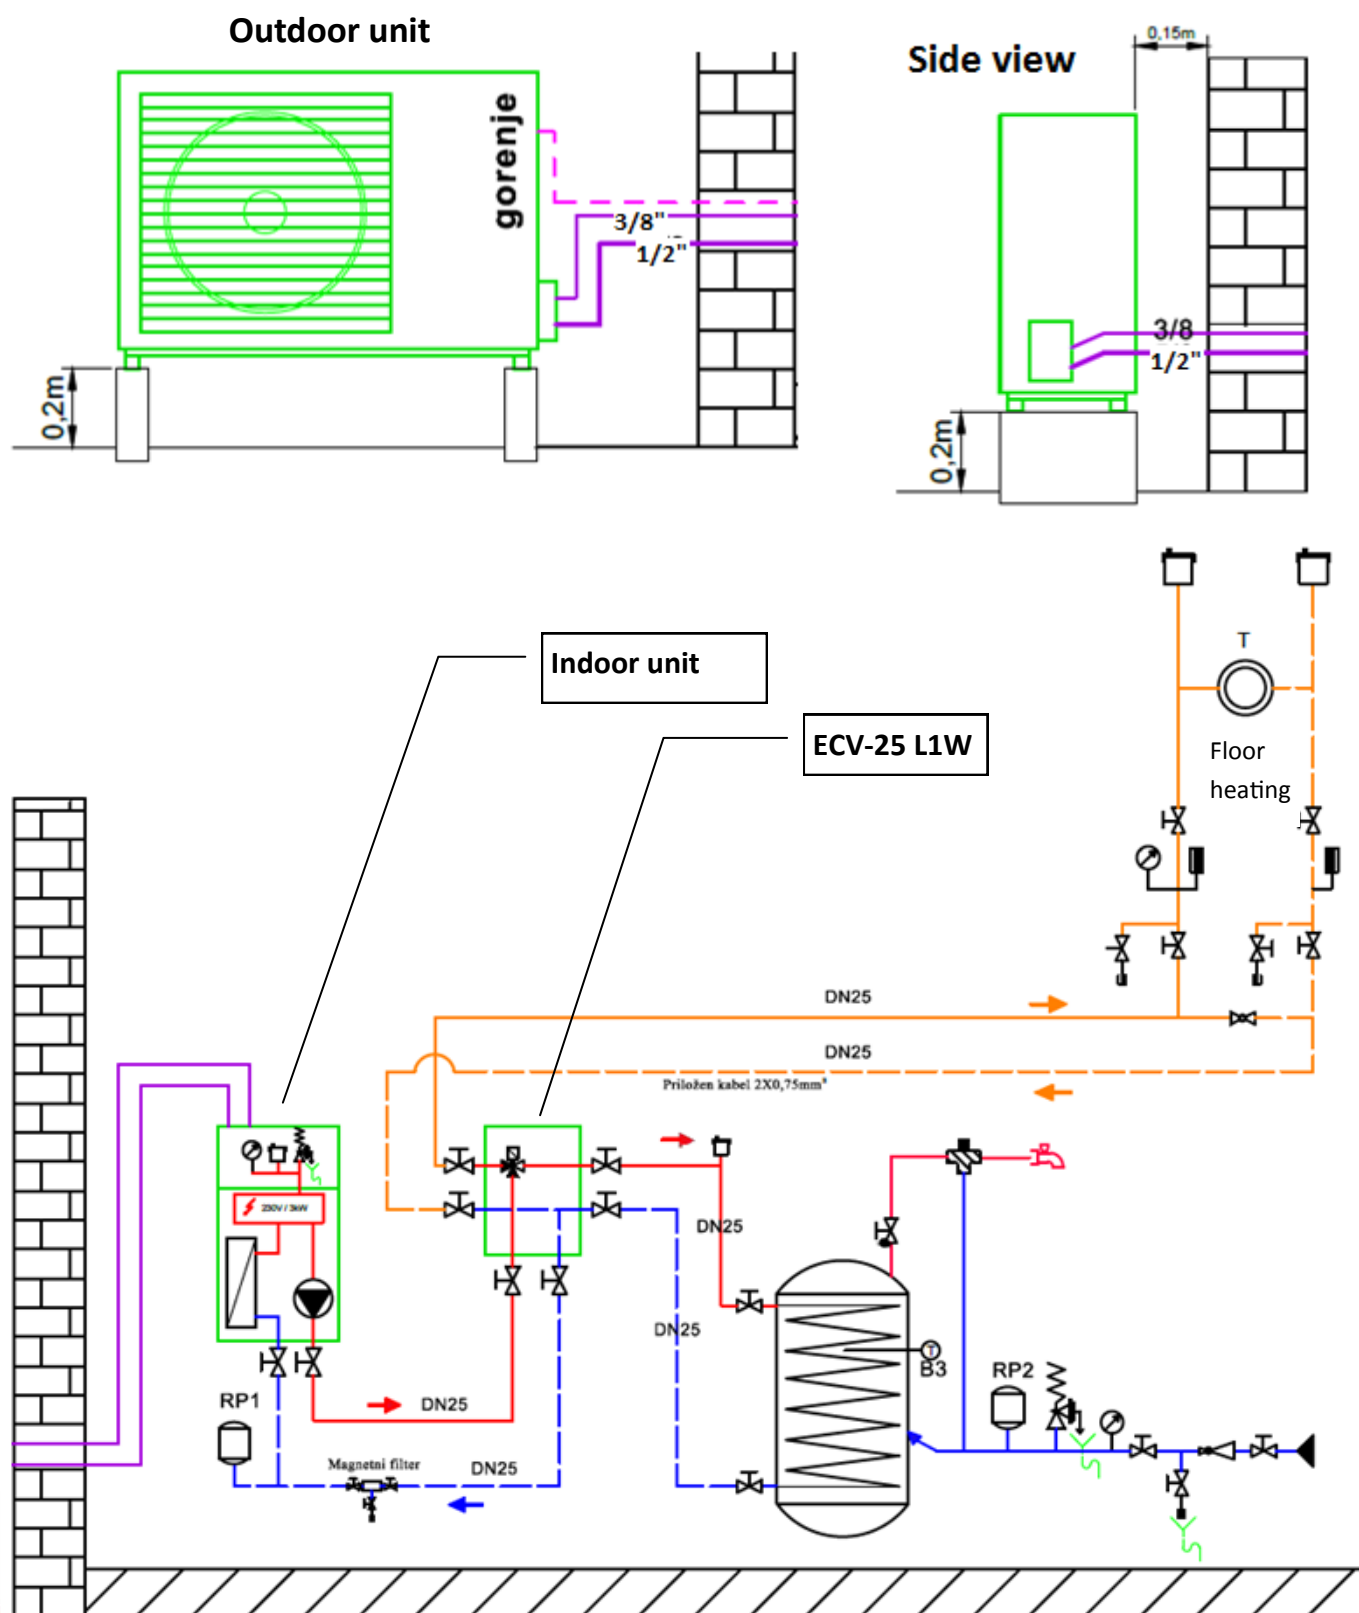 Outdoor unit
Side view
0,15m
gorenje
3/8"
1/2"
3/8
1/2"
0,2m
0,2m
Indoor unit
T
ECV-25 L1W
Floor
heating
DN25
DN25
Priložen kabel 2X0,75mm²
230V / 3kW
DN25
DN25
T
B3
RP2
RP1
DN25
Magnetni filter
DN25